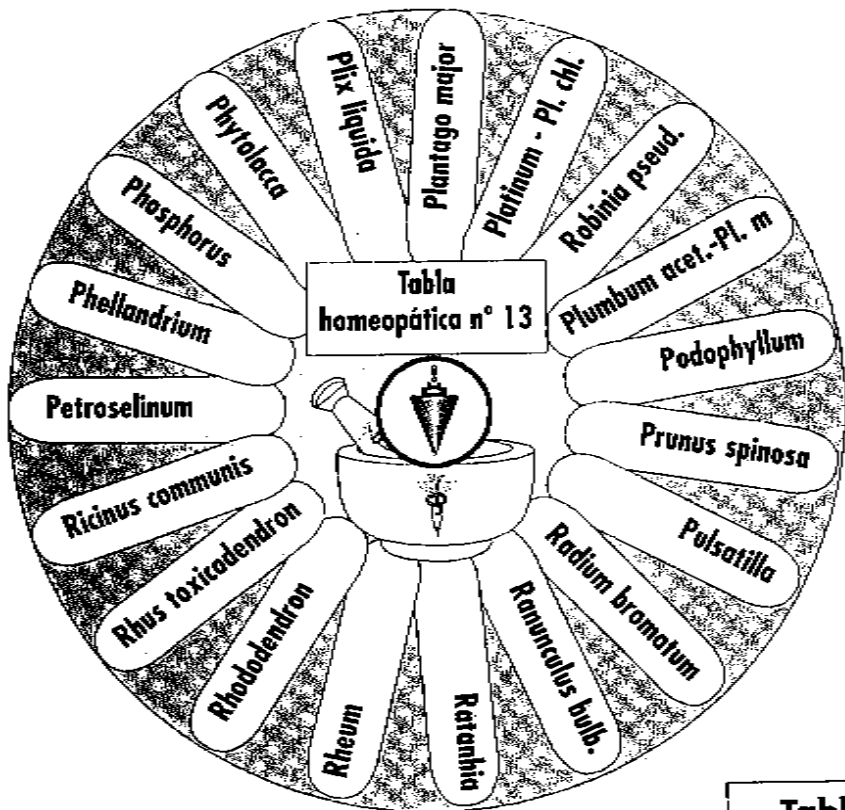 Tabla
homeopática n° 13
Petroselinum
Phellandrium
Phosphorus
Phytolacca
Plix liquida
Plantago major
Platinum - Pl. chl.
Robinia pseud.
Plumbum acet.-Pl. m
Podophyllum
Prunus spinosa
Pulsatilla
Radium bromatum
Ranunculus bulb.
Ratanhia
Rheum
Rhododendron
Rhus toxicodendron
Ricinus communis